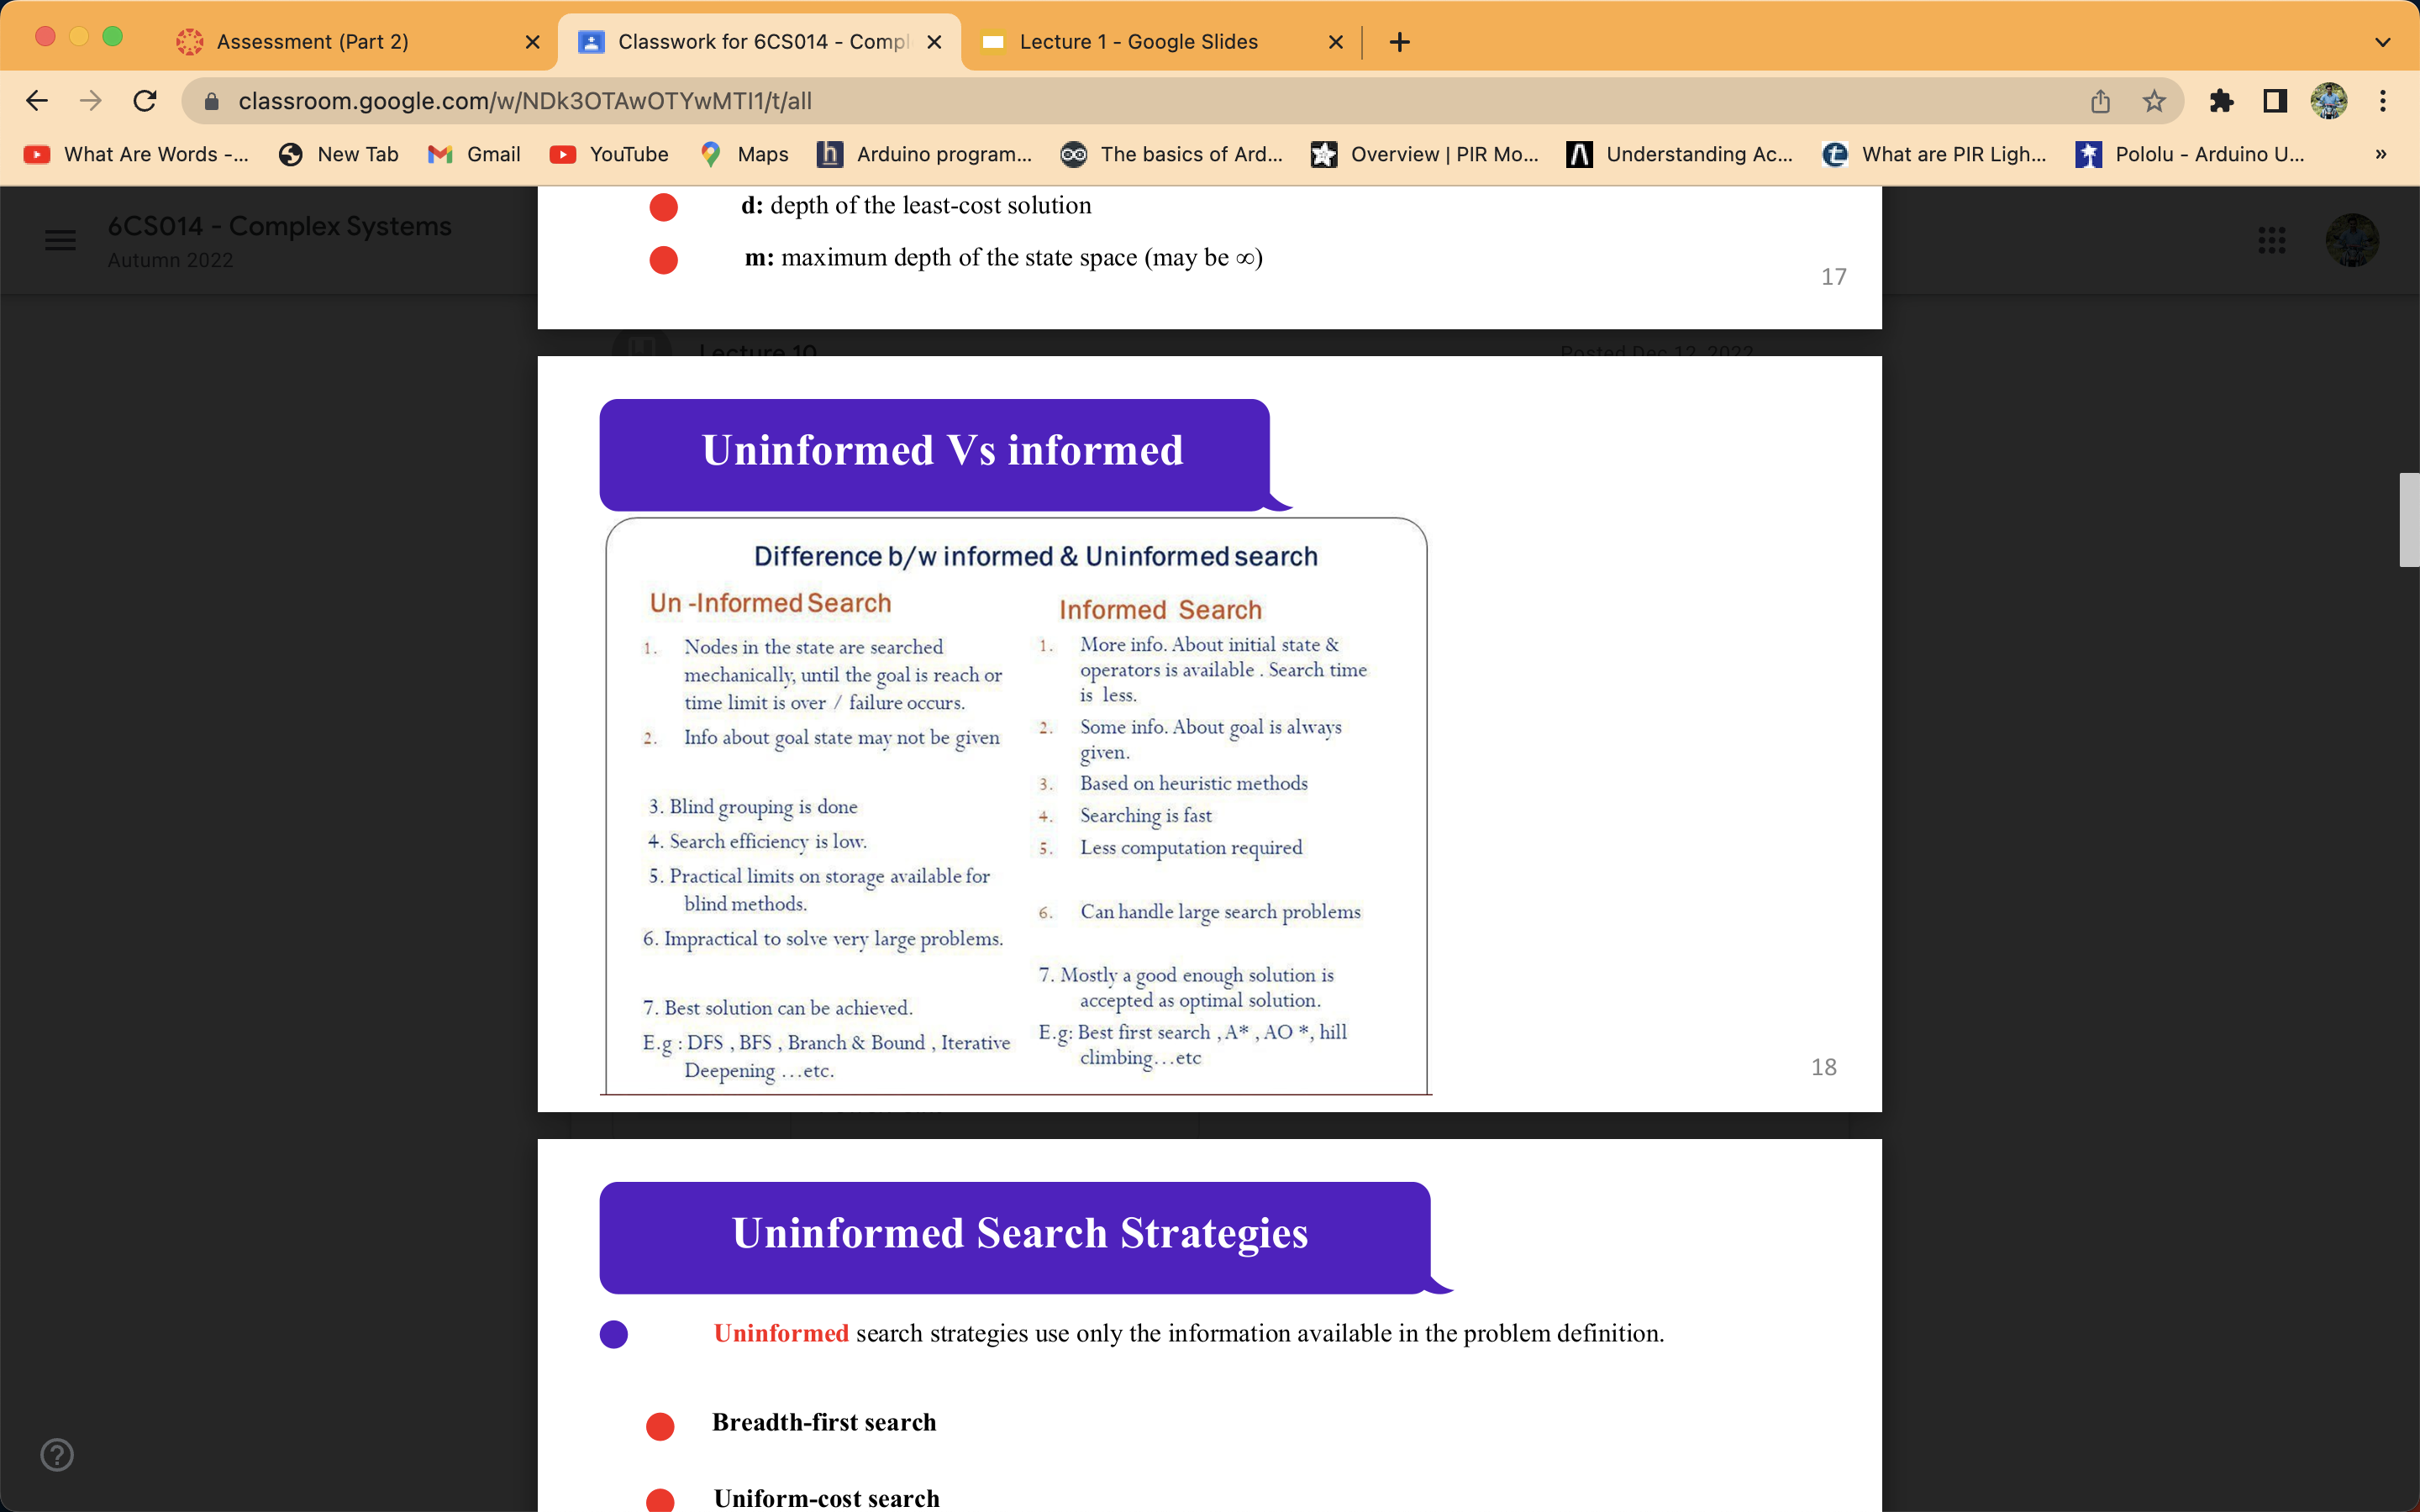 Assessment (Part 2)
Classwork for 6CS014 - Compl
Lecture 1 - Google Slides
classroom.google.com/w/NDk3OTAwOTYwMTI1/t/all
What Are Words -...
New Tab
Gmail
YouTube
Maps
Arduino program...
The basics of Ard...
Overview | PIR Mo...
Understanding Ac...
What are PIR Ligh...
Pololu - Arduino U...
»
6CS014 - Complex Systems
Autumn 2022
d: depth of the least-cost solution
m: maximum depth of the state space (may be ∞)
17
Lecture 10
Posted Dec 12, 2022
Uninformed Vs informed
Difference b/w informed & Uninformed search
Un -Informed Search
1. Nodes in the state are searched
mechanically, until the goal is reach or
time limit is over / failure occurs.
2. Info about goal state may not be given
3. Blind grouping is done
4. Search efficiency is low.
5. Practical limits on storage available for
blind methods.
6. Impractical to solve very large problems.
7. Best solution can be achieved.
E.g : DFS , BFS , Branch & Bound , Iterative
Deepening ...etc.
Informed Search
1. More info. About initial state &
operators is available . Search time
is less.
2. Some info. About goal is always
given.
3. Based on heuristic methods
4. Searching is fast
5. Less computation required
6. Can handle large search problems
7. Mostly a good enough solution is
accepted as optimal solution.
E.g: Best first search , A* , AO *, hill
climbing...etc
18
Uninformed Search Strategies
Uninformed search strategies use only the information available in the problem definition.
Breadth-first search
Uniform-cost search